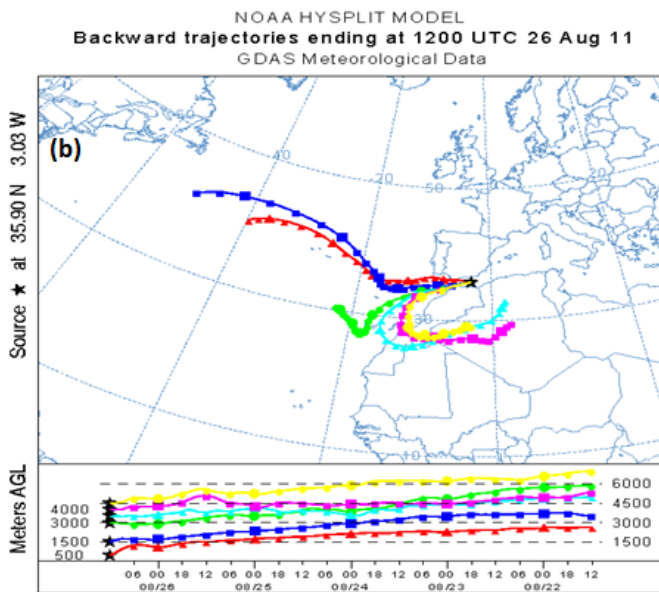 NOAA HYSPLIT MODEL
Backward trajectories ending at 1200 UTC 26 Aug 11
GDAS Meteorological Data
Source ★ at 35.90 N 3.03 W
(b)
60
40
20
50
20
40
30
10
10
Meters AGL
6000
4500
3000
1500
4000
3000
1500
500
06 00 18 12 06 00 18 12 06 00 18 12 06 00 18 12 06 00 18 12
08/26 08/25 08/24 08/23 08/22